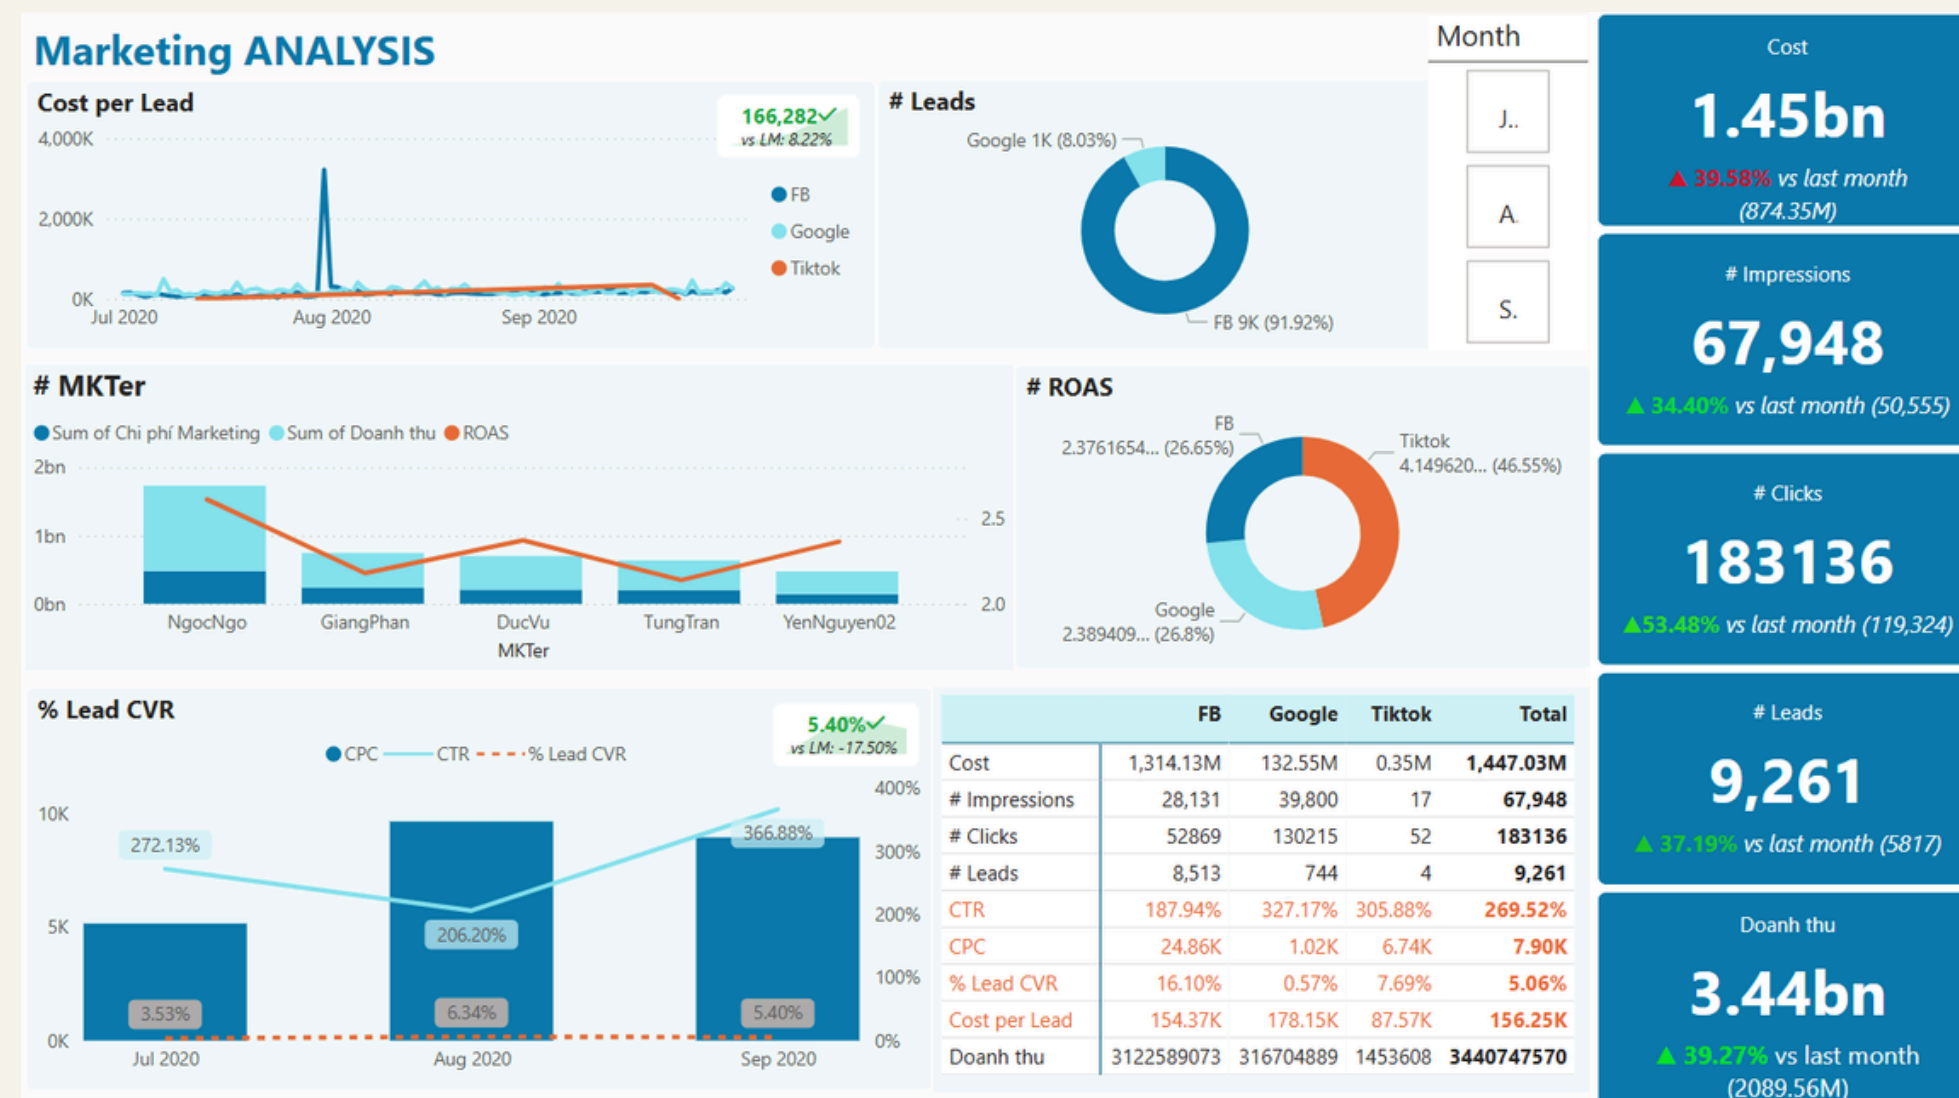 Marketing ANALYSIS
Cost per Lead
166,282✓
vs LM: 8.22%
4,000K
2,000K
0K
Jul 2020
Aug 2020
Sep 2020
FB
Google
Tiktok
# Leads
Google 1K (8.03%)
FB 9K (91.92%)
Month
J..
A.
S.
Cost
1.45bn
▲ 39.58% vs last month
(874.35M)
# Impressions
67,948
▲ 34.40% vs last month (50,555)
# Clicks
183136
▲53.48% vs last month (119,324)
# Leads
9,261
▲ 37.19% vs last month (5817)
Doanh thu
3.44bn
▲ 39.27% vs last month
(2089.56M)
# MKTer
Sum of Chi phí Marketing Sum of Doanh thu ROAS
2bn
1bn
0bn
2.5
2.0
NgocNgo GiangPhan DucVu TungTran YenNguyen02
MKTer
# ROAS
FB
2.3761654... (26.65%)
Tiktok
4.149620... (46.55%)
Google
2.389409... (26.8%)
% Lead CVR
5.40%✓
vs LM: -17.50%
CPC CTR % Lead CVR
10K
5K
0K
400%
300%
200%
100%
0%
272.13%
206.20%
366.88%
3.53%
6.34%
5.40%
Jul 2020
Aug 2020
Sep 2020
FB Google Tiktok Total
Cost 1,314.13M 132.55M 0.35M 1,447.03M
# Impressions 28,131 39,800 17 67,948
# Clicks 52869 130215 52 183136
# Leads 8,513 744 4 9,261
CTR 187.94% 327.17% 305.88% 269.52%
CPC 24.86K 1.02K 6.74K 7.90K
% Lead CVR 16.10% 0.57% 7.69% 5.06%
Cost per Lead 154.37K 178.15K 87.57K 156.25K
Doanh thu 3122589073 316704889 1453608 3440747570